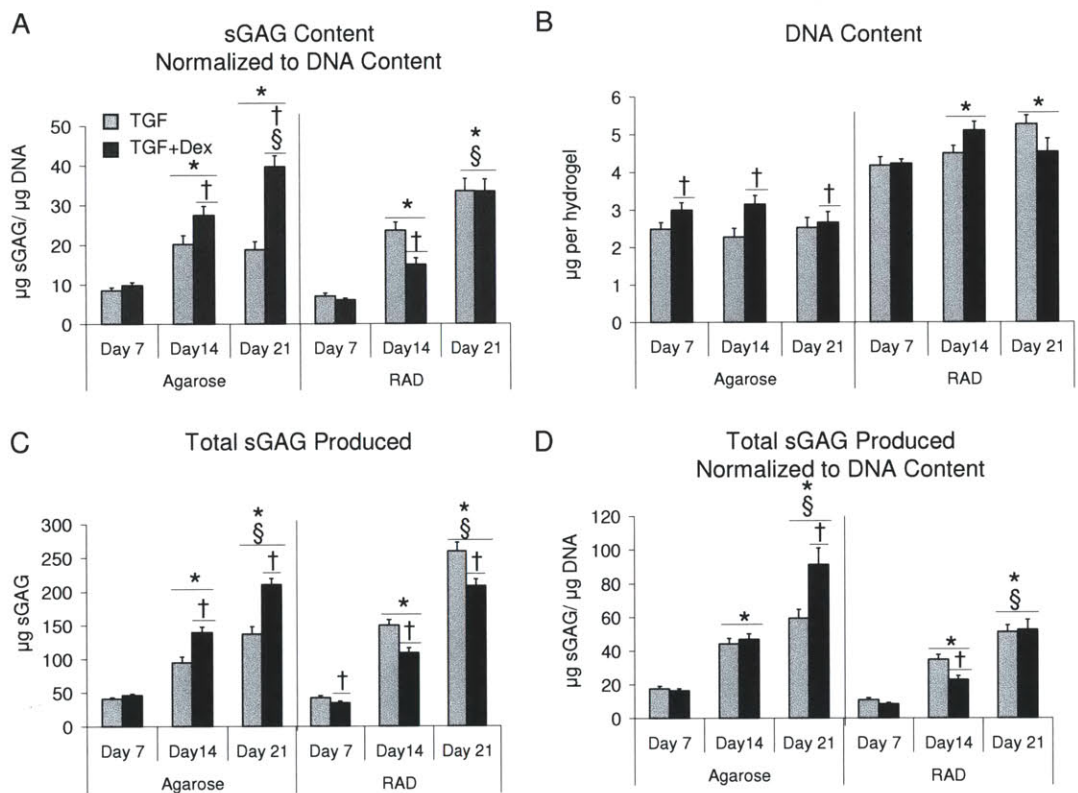 A
sGAG Content
Normalized to DNA Content
* † §
* †
* §
* †
TGF
TGF+Dex
50
40
30
20
10
0
µg sGAG/ µg DNA
Day 7 Day14 Day 21 Day 7 Day14 Day 21
Agarose RAD
B
DNA Content
† † † * *
6
5
4
3
2
1
0
µg per hydrogel
Day 7 Day14 Day 21 Day 7 Day14 Day 21
Agarose RAD
C
Total sGAG Produced
* †
* § †
†
* †
* § †
300
250
200
150
100
50
0
µg sGAG
Day 7 Day14 Day 21 Day 7 Day14 Day 21
Agarose RAD
D
Total sGAG Produced
Normalized to DNA Content
*
* § †
* †
* §
120
100
80
60
40
20
0
µg sGAG/ µg DNA
Day 7 Day14 Day 21 Day 7 Day14 Day 21
Agarose RAD